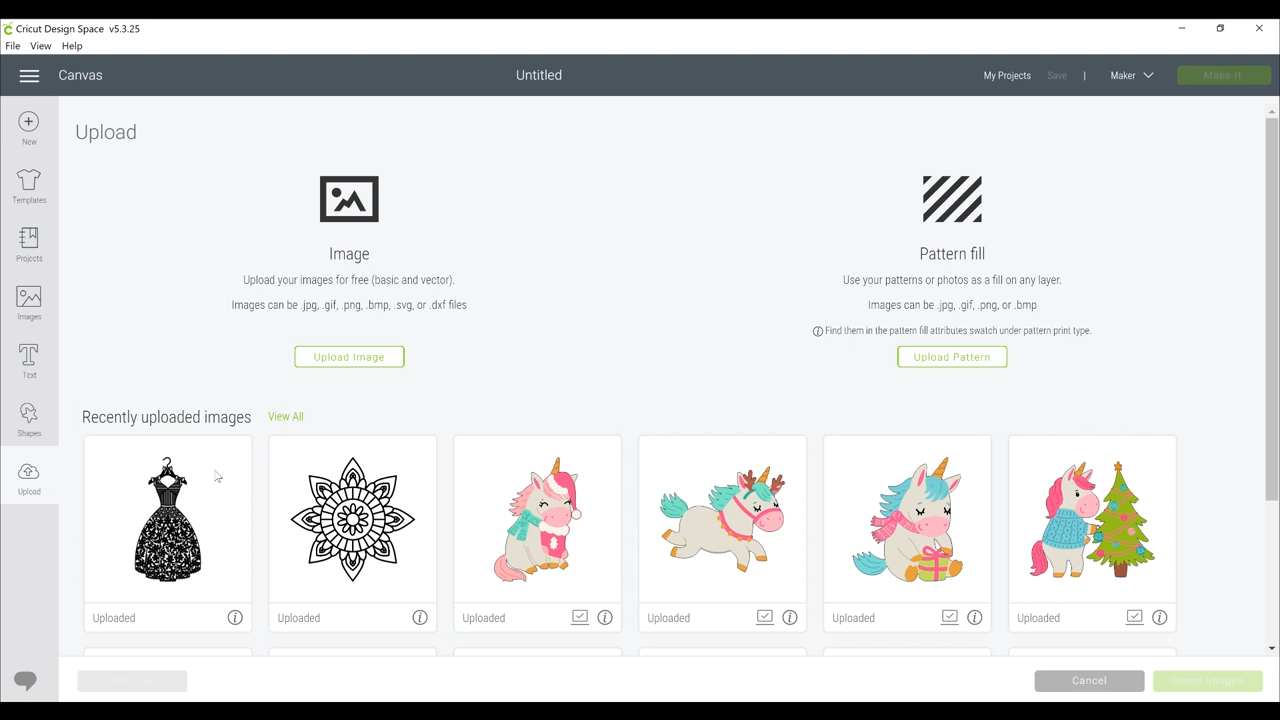 Cricut Design Space v5.3.25
File View Help
Canvas
Untitled
My Projects Save | Maker Make It
New
Templates
Projects
Images
Text
Shapes
Upload
Upload
Image
Upload your images for free (basic and vector).
Images can be .jpg, .gif, .png, .bmp, .svg, or .dxf files
Upload Image
Pattern fill
Use your patterns or photos as a fill on any layer.
Images can be .jpg, .gif, .png, or .bmp
Find them in the pattern fill attributes swatch under pattern print type.
Upload Pattern
Recently uploaded images View All
Uploaded
Uploaded
Uploaded
Uploaded
Uploaded
Uploaded
Cancel
Insert Images